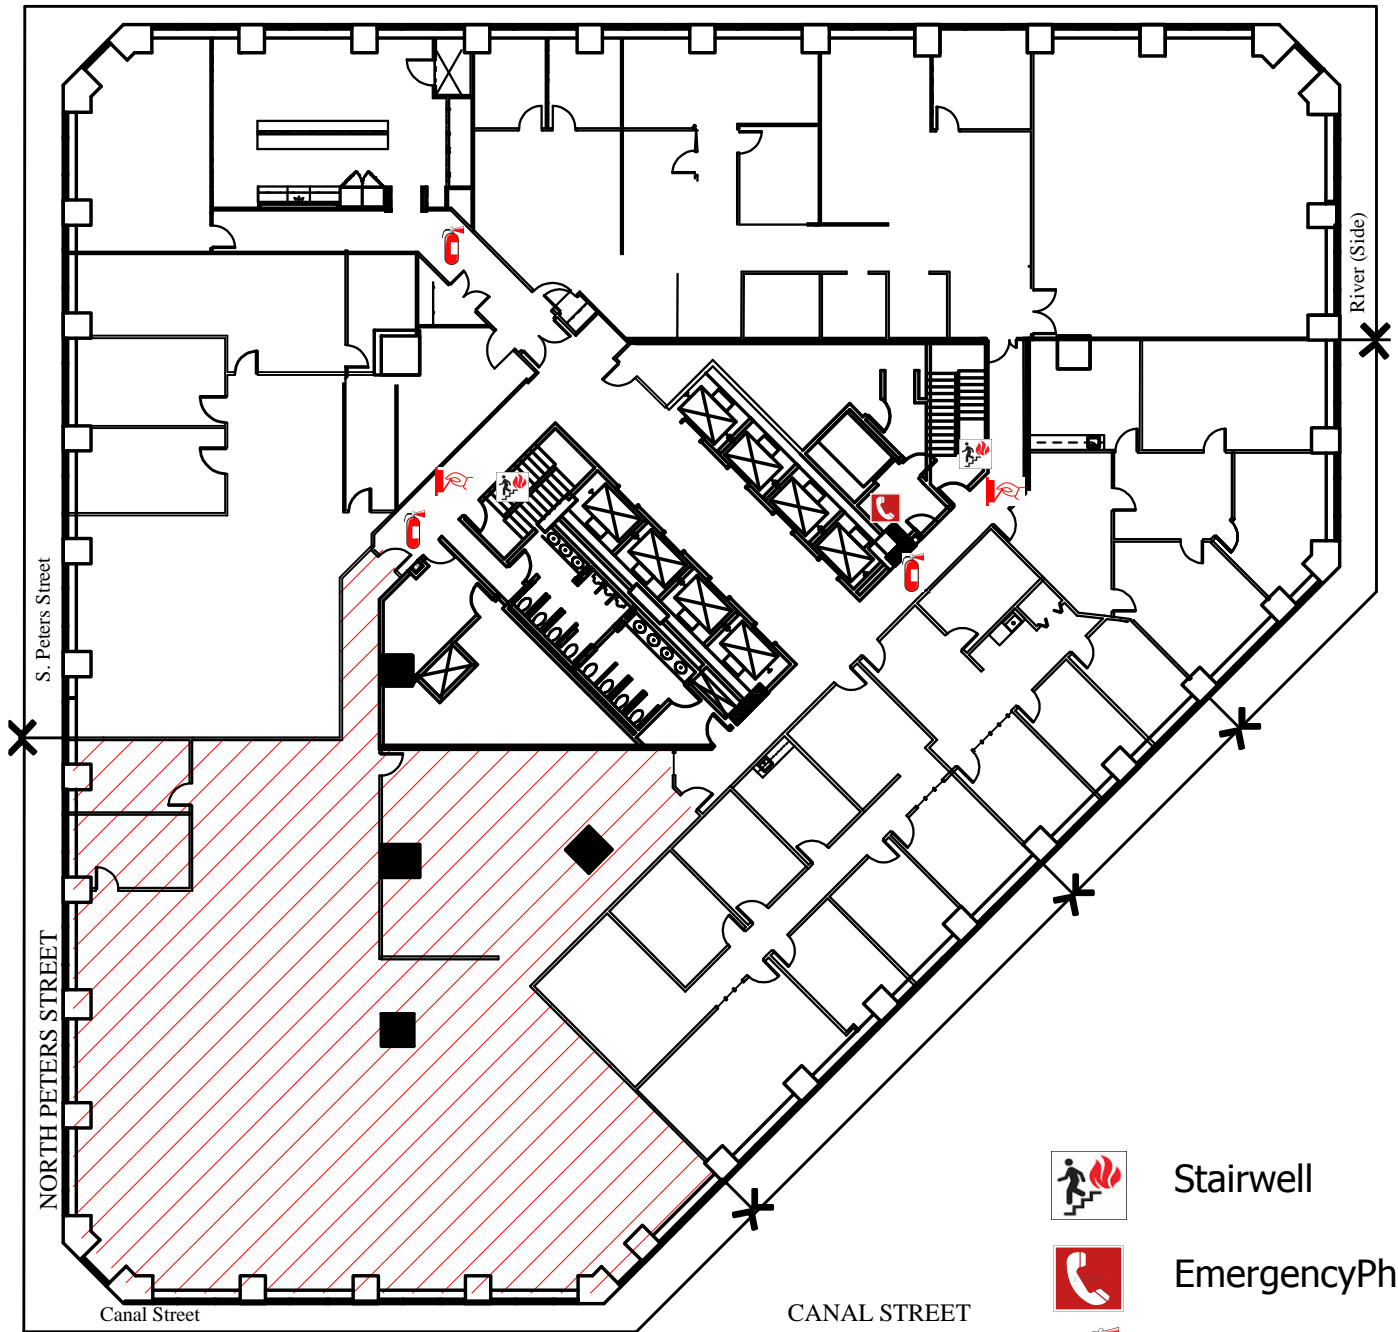 River (Side)
S. Peters Street
NORTH PETERS STREET
Stairwell
EmergencyPh
Canal Street
CANAL STREET